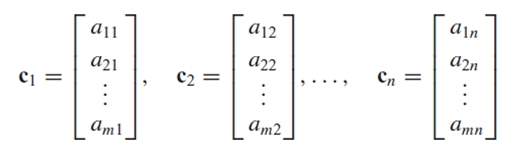 c₁ = [a₁₁ a₂₁ ⋮ aₘ₁], c₂ = [a₁₂ a₂₂ ⋮ aₘ₂], . . . , cₙ = [a₁ₙ a₂ₙ ⋮ aₘₙ]